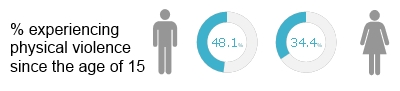 % experiencing
physical violence
since the age of 15
48.1%
34.4%